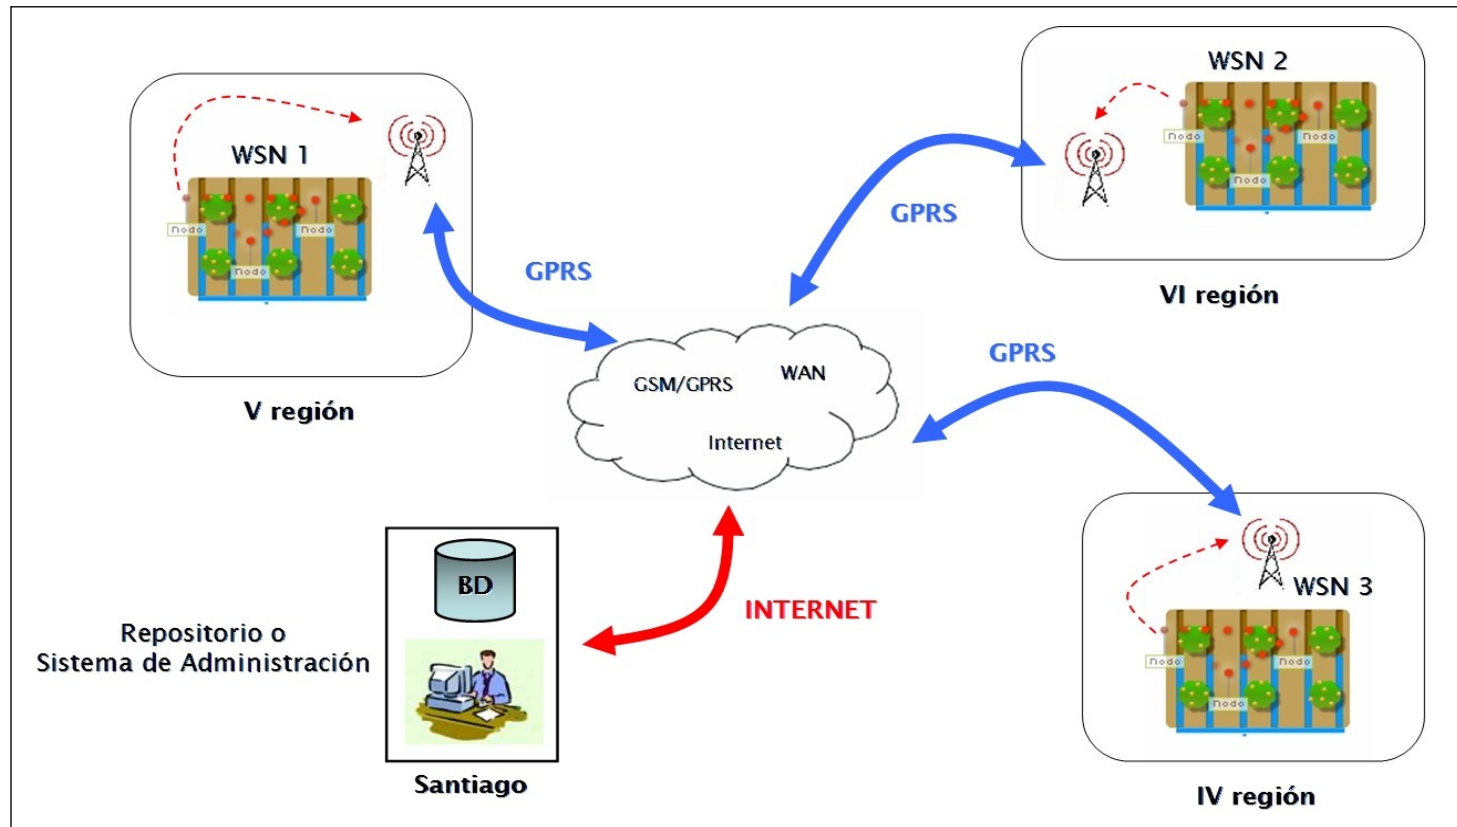 WSN 1
Nodo
Nodo
Nodo
V región
GPRS
WSN 2
Nodo
Nodo
Nodo
VI región
GPRS
GSM/GPRS
WAN
Internet
GPRS
WSN 3
Nodo
Nodo
Nodo
IV región
INTERNET
BD
Repositorio o
Sistema de Administración
Santiago